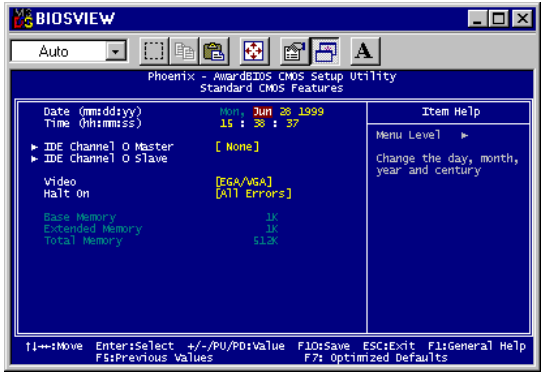 BIOSVIEW
Auto
A
Phoenix - AwardBIOS CMOS Setup Utility
Standard CMOS Features
Date (mm:dd:yy) Mon, Jun 28 1999
Time (hh:mm:ss) 15 : 38 : 37
► IDE Channel 0 Master [ None]
► IDE Channel 0 Slave
Video [EGA/VGA]
Halt On [All Errors]
Base Memory 1K
Extended Memory 1K
Total Memory 512K
Item Help
Menu Level ►
Change the day, month,
year and century
↑↓→←:Move Enter:Select +/-/PU/PD:Value F10:Save ESC:Exit F1:General Help
F5:Previous Values F7: Optimized Defaults